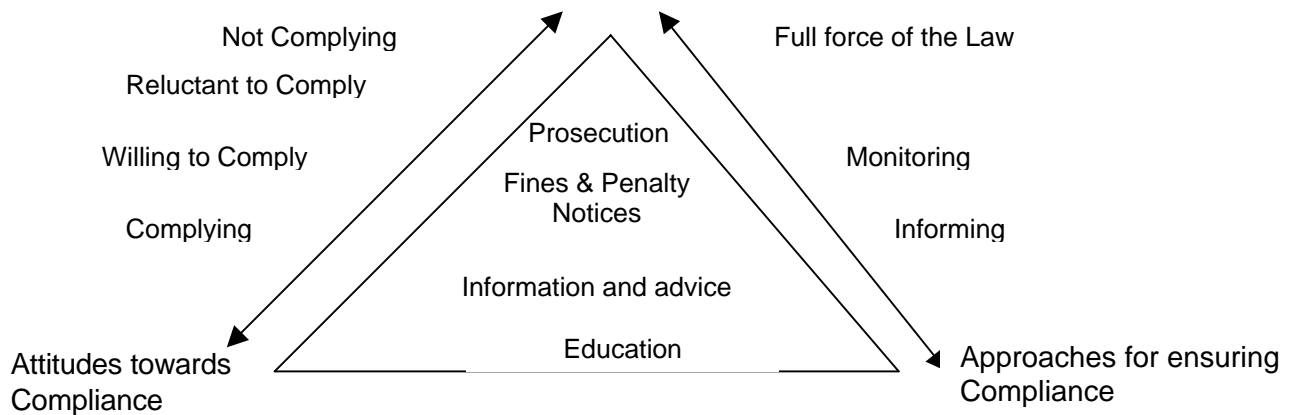 Not Complying
Full force of the Law
Reluctant to Comply
Prosecution
Willing to Comply
Monitoring
Fines & Penalty
Notices
Complying
Informing
Information and advice
Education
Attitudes towards
Compliance
Approaches for ensuring
Compliance